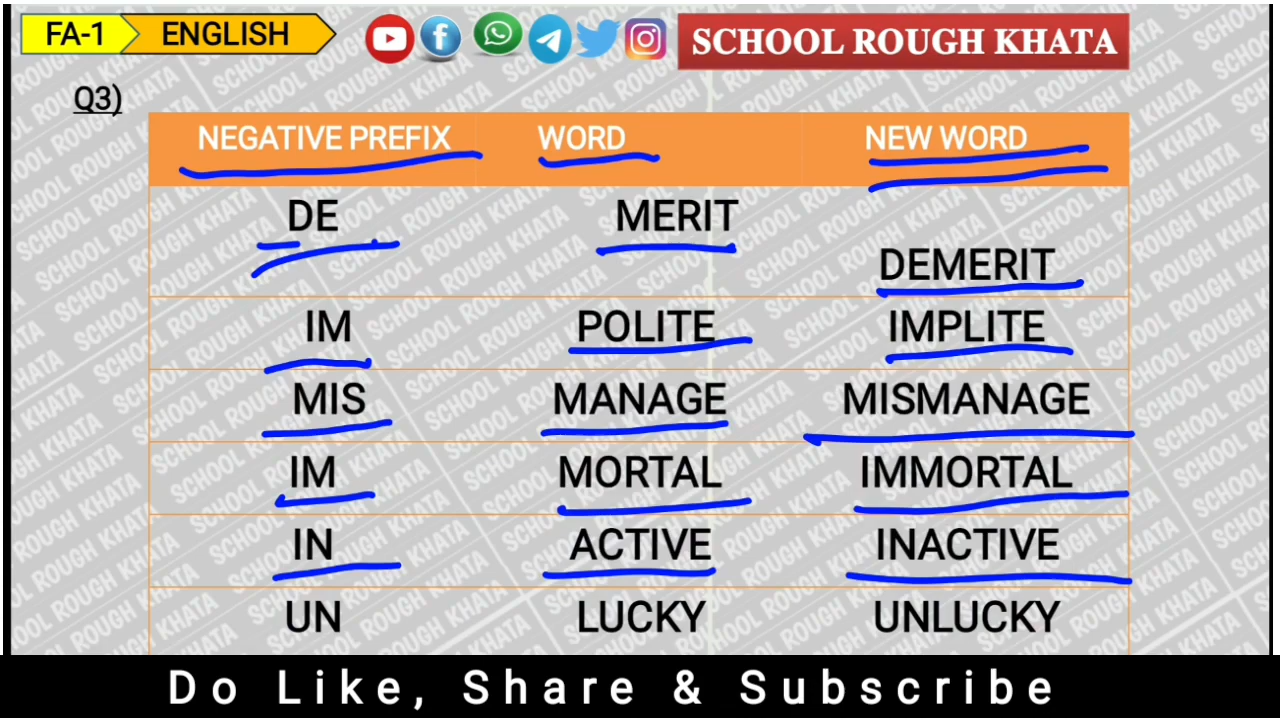 FA-1 ENGLISH SCHOOL ROUGH KHATA
Q3)
NEGATIVE PREFIX WORD NEW WORD
DE MERIT DEMERIT
IM POLITE IMPLITE
MIS MANAGE MISMANAGE
IM MORTAL IMMORTAL
IN ACTIVE INACTIVE
UN LUCKY UNLUCKY
Do Like, Share & Subscribe